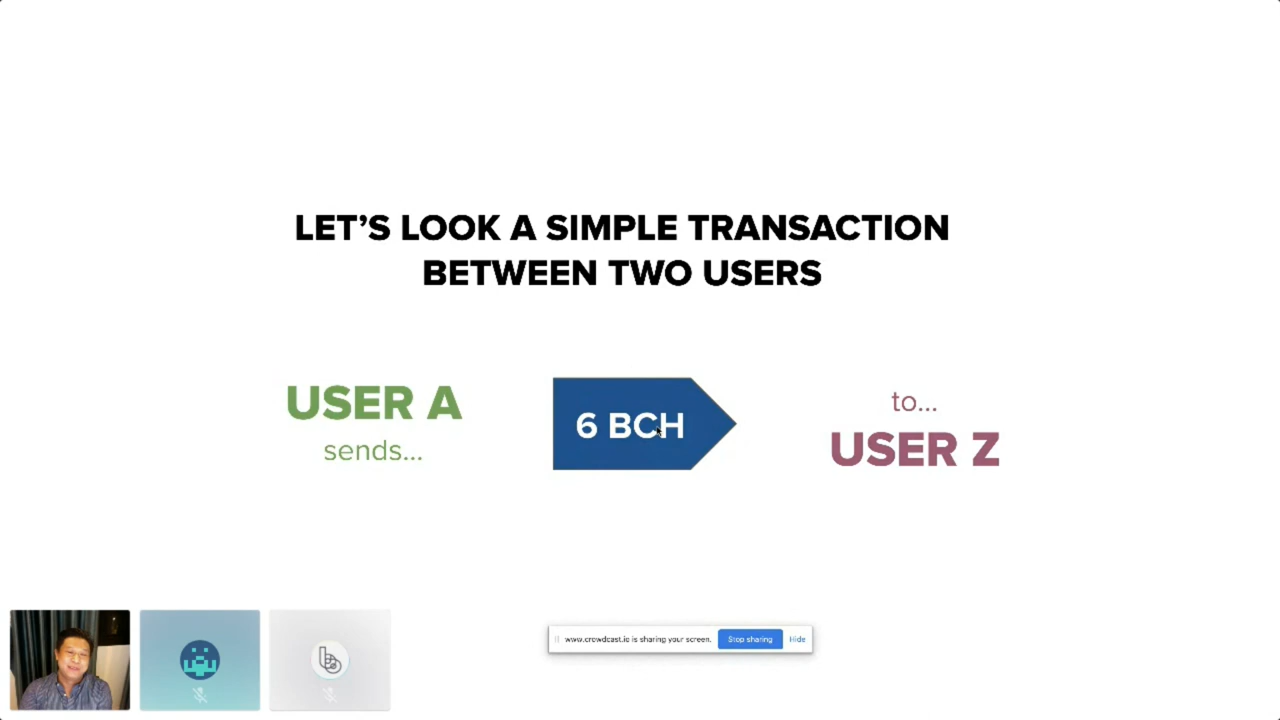 LET’S LOOK A SIMPLE TRANSACTION
BETWEEN TWO USERS
USER A
sends...
6 BCH
to...
USER Z
www.crowdcast.io is sharing your screen.
Stop sharing
Hide